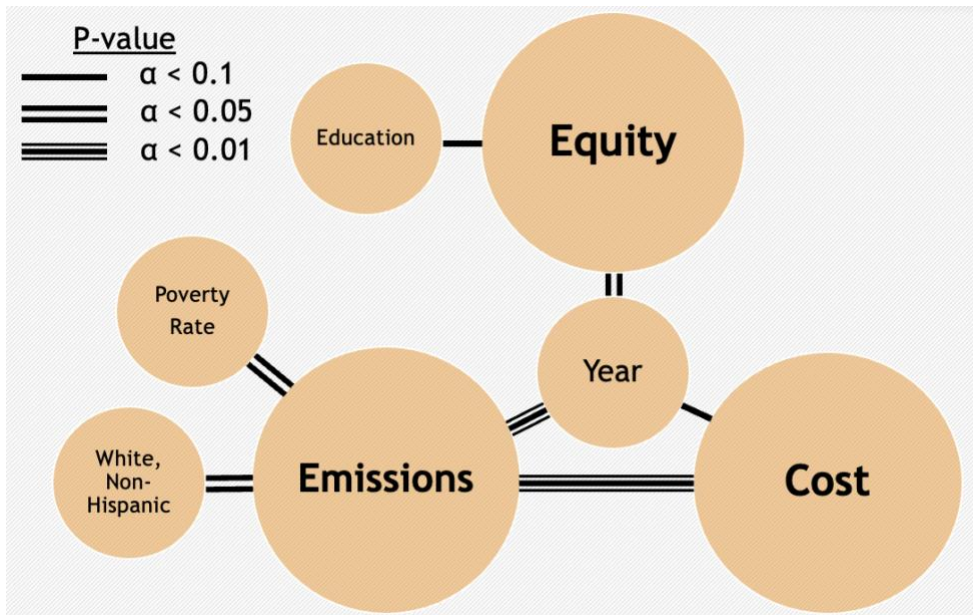 P-value
α < 0.1
α < 0.05
α < 0.01
Education
Equity
Poverty
Rate
Year
White,
Non-
Hispanic
Emissions
Cost